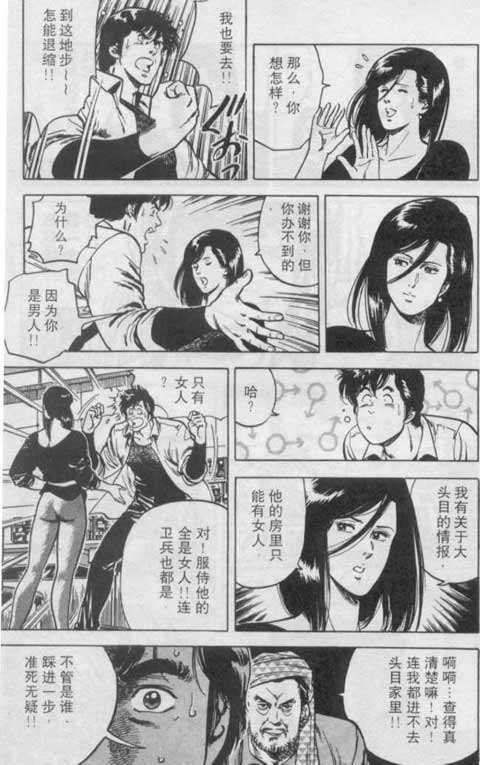 那么，你
想怎样？
我也要去!!
到这地步～～
怎能退缩!!
谢谢你，但
你办不到的
为什么？
因为你
是男人!!
哈？
我有关于大
头目的情报，
他的房里只
能有女人．
只有
女人
？
对！服侍他的
全是女人!!连
卫兵也都是．
嗬嗬…查得真
清楚嘛！对！
连我都进不去
头目家里!!
不管是谁、
踩进一步，
准死无疑!!